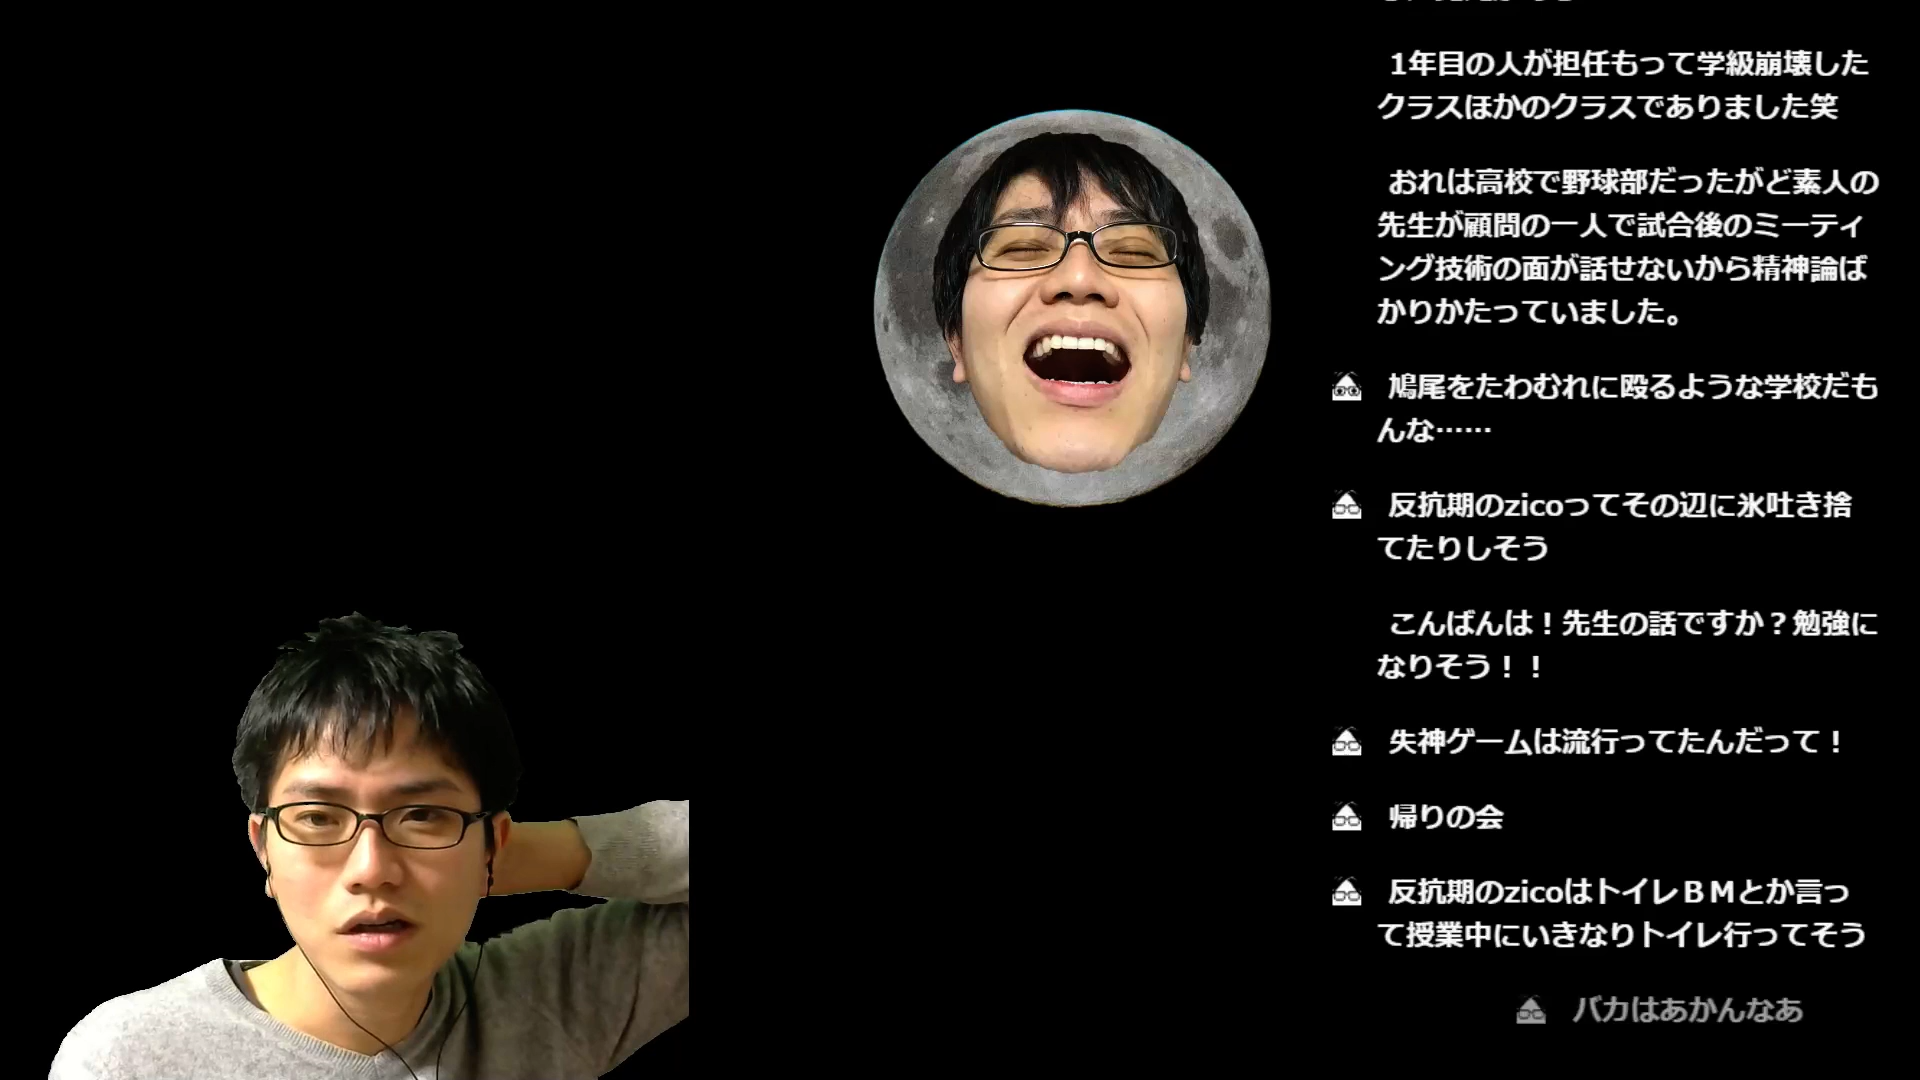 1年目の人が担任もって学級崩壊した
クラスほかのクラスでありました笑
おれは高校で野球部だったがど素人の
先生が顧問の一人で試合後のミーティ
ング技術の面が話せないから精神論ば
かりかたっていました。
鳩尾をたわむれに殴るような学校だも
んな……
反抗期のzicoってその辺に氷吐き捨
てたりしそう
こんばんは！先生の話ですか？勉強に
なりそう！！
失神ゲームは流行ってたんだって！
帰りの会
反抗期のzicoはトイレＢＭとか言っ
て授業中にいきなりトイレ行ってそう
バカはあかんなあ